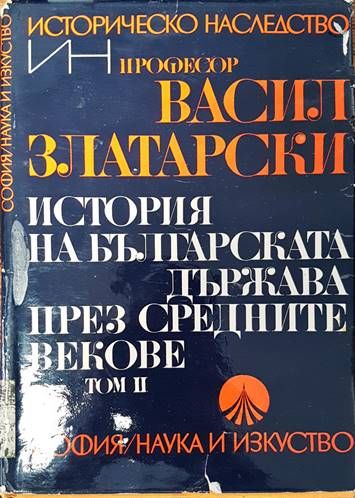 ИСТОРИЧЕСКО НАСЛЕДСТВО
ИН
ПРОФЕСОР
ВАСИЛ
ЗЛАТАРСКИ
ИСТОРИЯ
НА БЪЛГАРСКАТА
ДЪРЖАВА
ПРЕЗ СРЕДНИТЕ
ВЕКОВЕ
ТОМ II
СОФИЯ/НАУКА И ИЗКУСТВО
СОФИЯ/НАУКА И ИЗКУСТВО